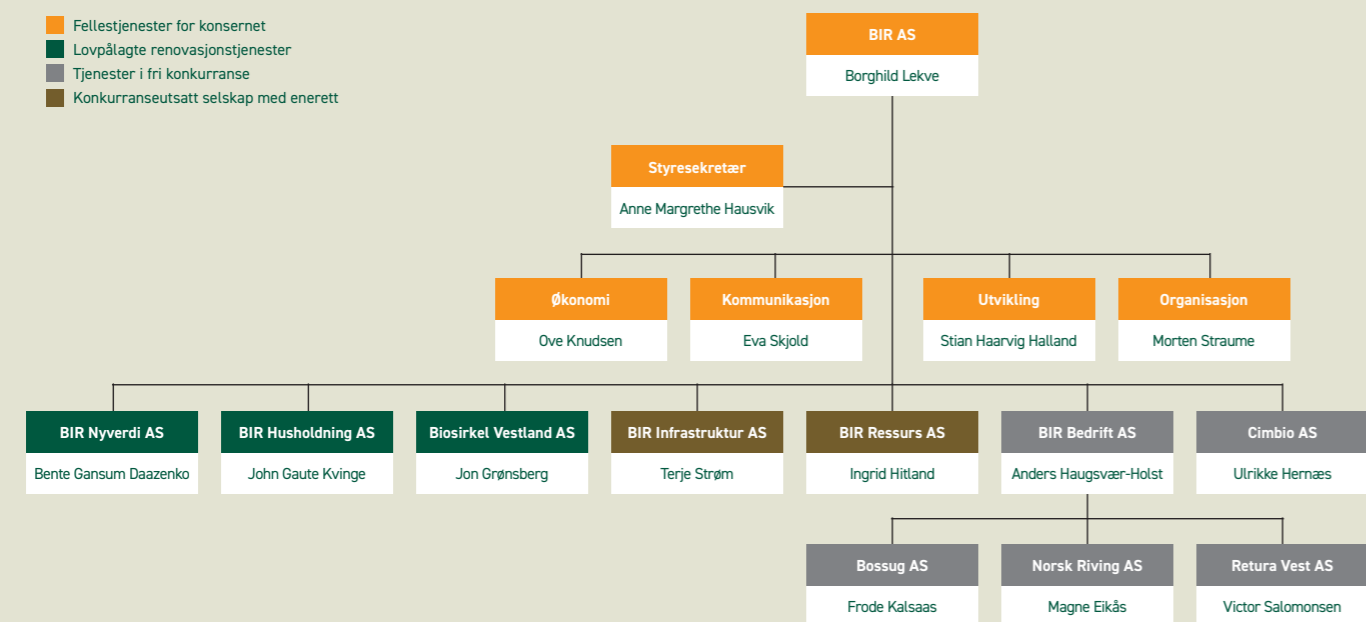 Fellestjenester for konsernet
Lovpålagte renovasjonstjenester
Tjenester i fri konkurranse
Konkurranseutsatt selskap med enerett
BIR AS
Borghild Lekve
Styresekretær
Anne Margrethe Hausvik
Økonomi
Ove Knudsen
Kommunikasjon
Eva Skjold
Utvikling
Stian Haarvig Halland
Organisasjon
Morten Straume
BIR Nyverdi AS
Bente Gansum Daazenko
BIR Husholdning AS
John Gaute Kvinge
Biosirkel Vestland AS
Jon Grønsberg
BIR Infrastruktur AS
Terje Strøm
BIR Ressurs AS
Ingrid Hitland
BIR Bedrift AS
Anders Haugsvær-Holst
Cimbio AS
Ulrikke Hernæs
Bossug AS
Frode Kalsaas
Norsk Riving AS
Magne Eikås
Retura Vest AS
Victor Salomonsen